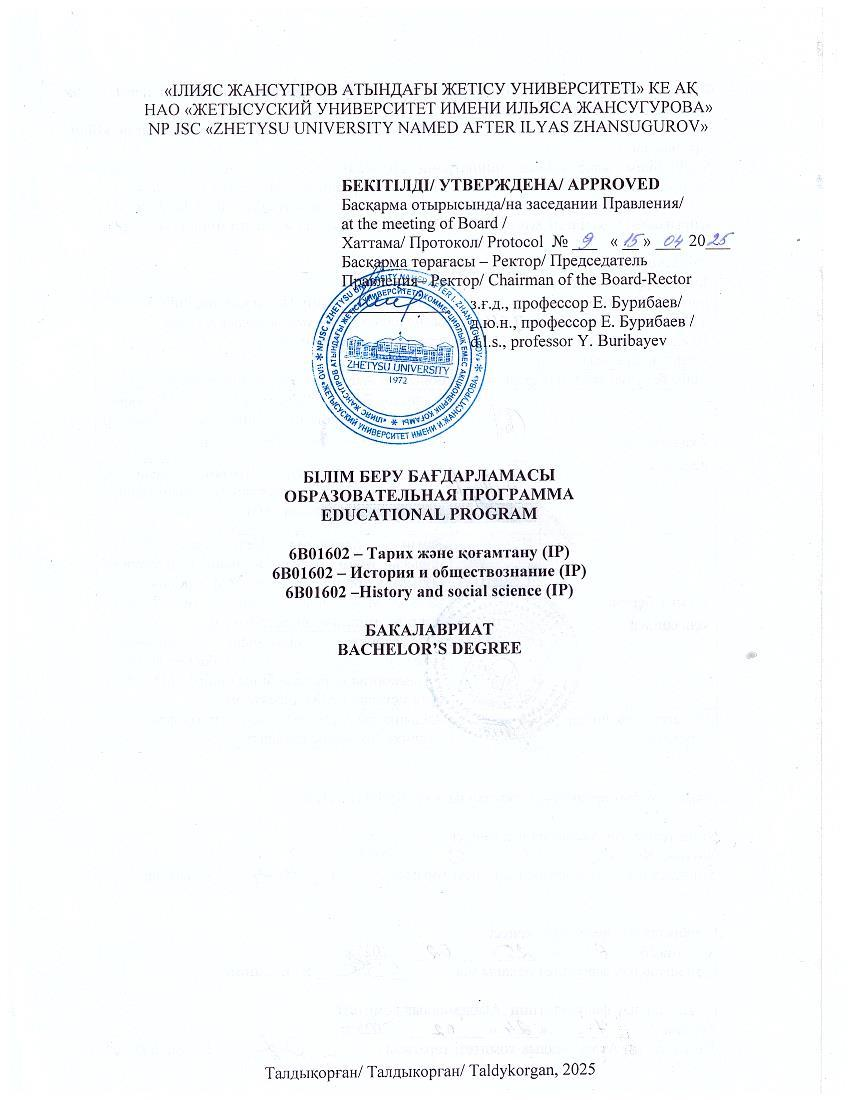 «ІЛИЯС ЖАНСҮГІРОВ АТЫНДАҒЫ ЖЕТІСУ УНИВЕРСИТЕТІ» КЕ АҚ
НАО «ЖЕТЫСУСКИЙ УНИВЕРСИТЕТ ИМЕНИ ИЛЬЯСА ЖАНСУГУРОВА»
NP JSC «ZHETYSU UNIVERSITY NAMED AFTER ILYAS ZHANSUGUROV»
БЕКІТІЛДІ/ УТВЕРЖДЕНА/ APPROVED
Басқарма отырысында/на заседании Правления/
at the meeting of Board /
Хаттама/ Протокол/ Protocol № 9 « 15 » 04 2025
Басқарма төрағасы – Ректор/ Председатель
Правления– Ректор/ Chairman of the Board-Rector
з.ғ.д., профессор Е. Бурибаев/
д.ю.н., профессор Е. Бурибаев /
l.s., professor Y. Buribayev
ZHETYSU UNIVERSITY
1972
БІЛІМ БЕРУ БАҒДАРЛАМАСЫ
ОБРАЗОВАТЕЛЬНАЯ ПРОГРАММА
EDUCATIONAL PROGRAM
6В01602 – Тарих және қоғамтану (IP)
6В01602 – История и обществознание (IP)
6В01602 –History and social science (IP)
БАКАЛАВРИАТ
BACHELOR’S DEGREE
Талдықорған/ Талдыкорган/ Taldykorgan, 2025